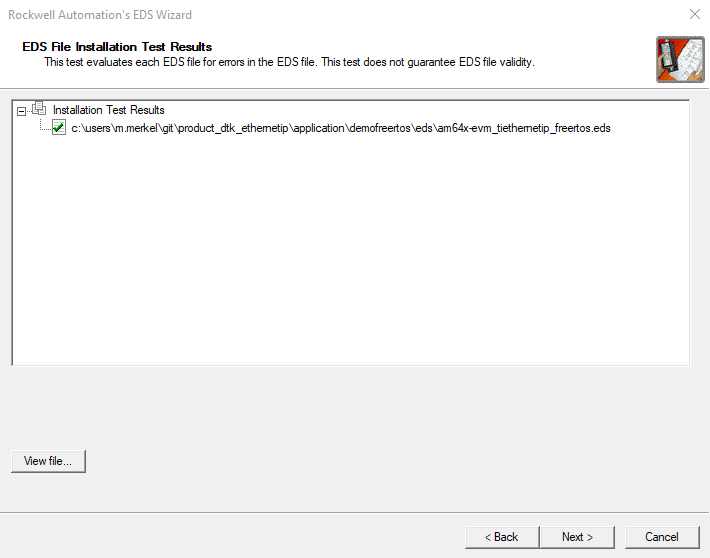 Rockwell Automation's EDS Wizard
EDS File Installation Test Results
This test evaluates each EDS file for errors in the EDS file. This test does not guarantee EDS file validity.
Installation Test Results
c:\users\m.merkel\git\product_dtk_ethernetip\application\demofreertos\eds\am64x-evm_tiethernetip_freertos.eds
View file...
< Back
Next >
Cancel